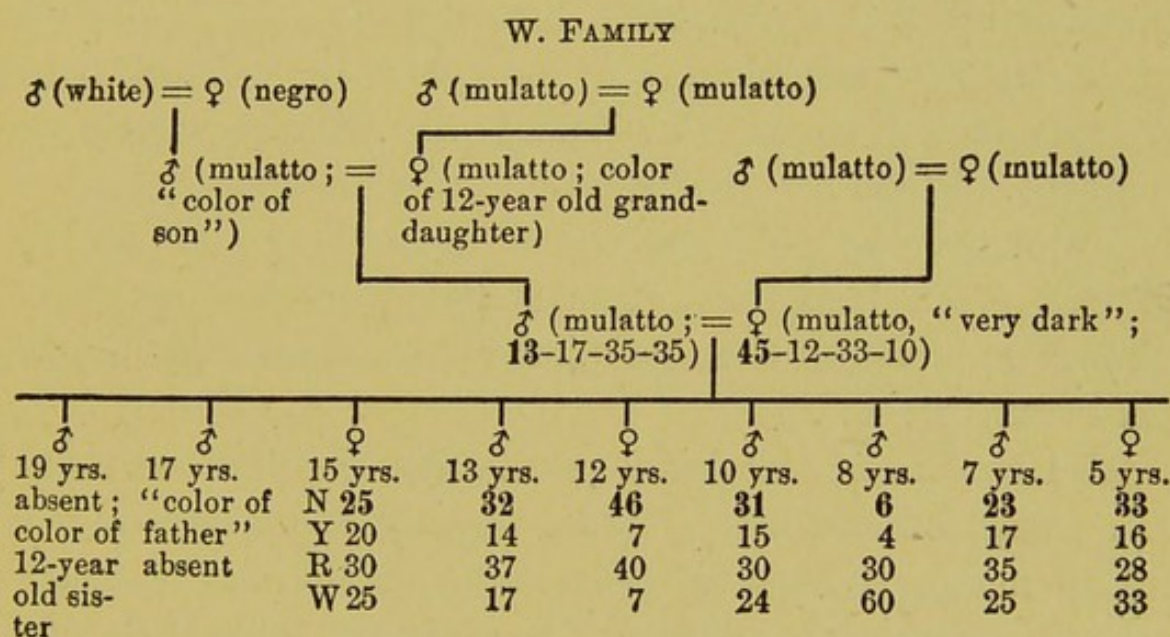 W. FAMILY
♂ (white) = ♀ (negro) ♂ (mulatto) = ♀ (mulatto)
♂ (mulatto ; = ♀ (mulatto ; color ♂ (mulatto) = ♀ (mulatto)
“color of of 12-year old grand-
son”) daughter)
♂ (mulatto ; = ♀ (mulatto, “very dark” ;
13–17–35–35) 45–12–33–10)
♂ ♂ ♀ ♂ ♀ ♂ ♂ ♂ ♀
19 yrs. 17 yrs. 15 yrs. 13 yrs. 12 yrs. 10 yrs. 8 yrs. 7 yrs. 5 yrs.
absent ; “color of N 25 32 46 31 6 23 33
color of father” Y 20 14 7 15 4 17 16
12-year absent R 30 37 40 30 30 35 28
old sis- W 25 17 7 24 60 25 33
ter